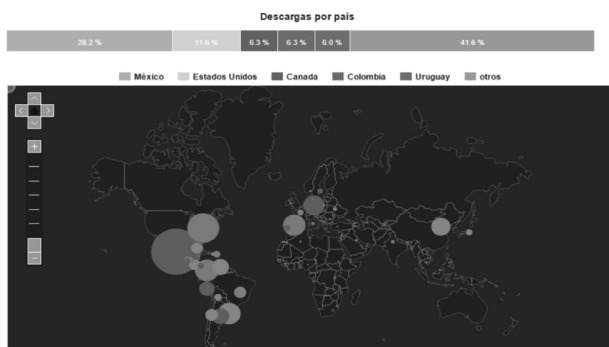 Descargas por país
28.2 % 11.6 % 6.3 % 6.3 % 6.0 % 41.6 %
México Estados Unidos Canada Colombia Uruguay otros